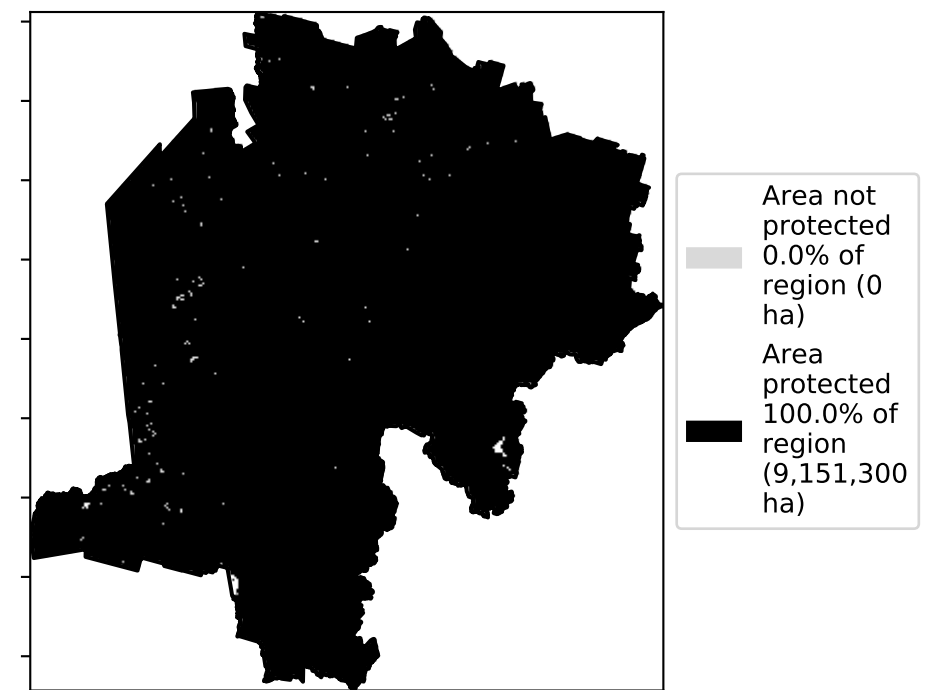 Area not
protected
0.0% of
region (0
ha)
Area
protected
100.0% of
region
(9,151,300
ha)